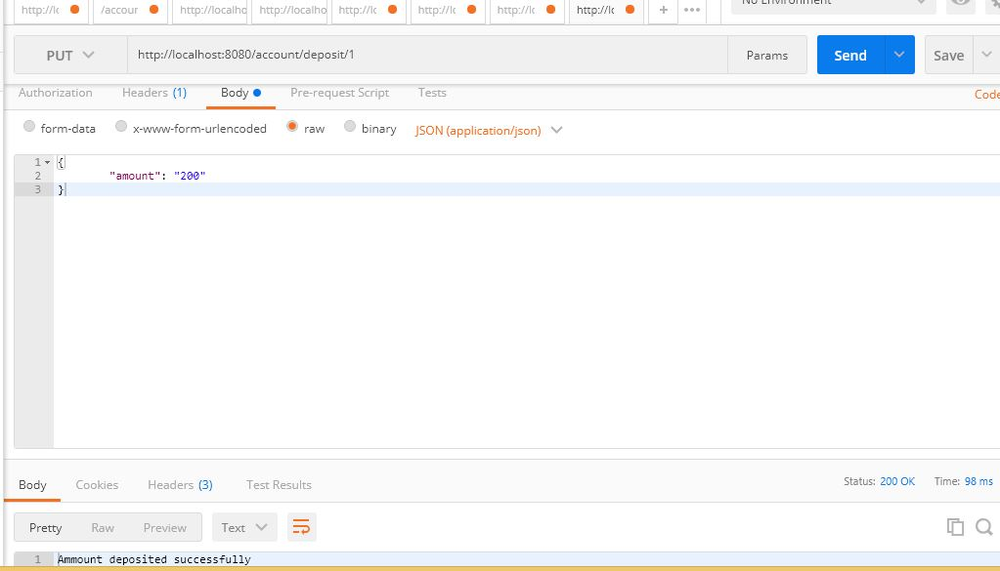 http://lc /accour http://localho http://localho http://lc http://lc http://lc http://lc + ••• No Environment
PUT http://localhost:8080/account/deposit/1 Params Send Save
Authorization Headers (1) Body Pre-request Script Tests Code
form-data x-www-form-urlencoded raw binary JSON (application/json)
1 {
2 "amount": "200"
3 }
Body Cookies Headers (3) Test Results Status: 200 OK Time: 98 ms
Pretty Raw Preview Text
1 Ammount deposited successfully